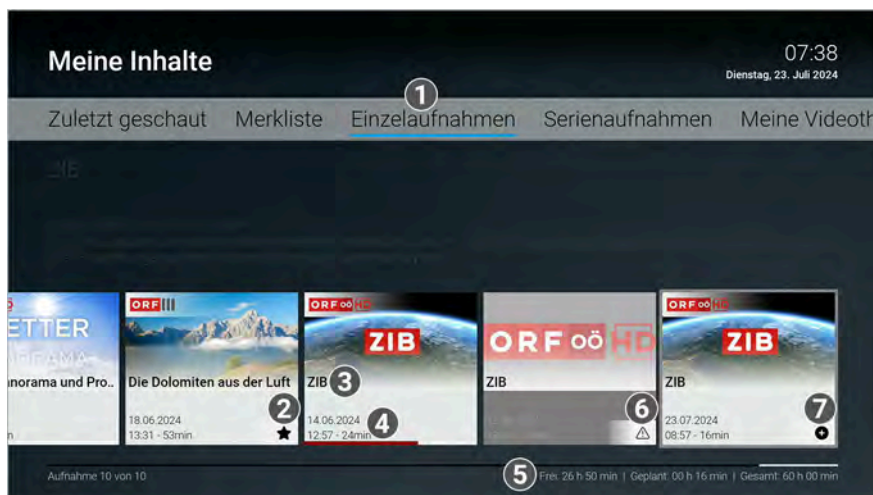 Meine Inhalte
07:38
Dienstag, 23. Juli 2024
1
Zuletzt geschaut Merkliste Einzelaufnahmen Serienaufnahmen Meine Videoth
ZIB
ETTER
ORAMA
ORF III
ORF oö HD
ZIB
ORF oö HD
ORF oö HD
ZIB
norama und Pro..
Die Dolomiten aus der Luft
ZIB 3
ZIB
ZIB
18.06.2024
13:31 - 53min
2
14.06.2024
12:57 - 24min
4
6
23.07.2024
08:57 - 16min
7
Aufnahme 10 von 10
5 Frei: 26 h 50 min | Geplant: 00 h 16 min | Gesamt: 60 h 00 min